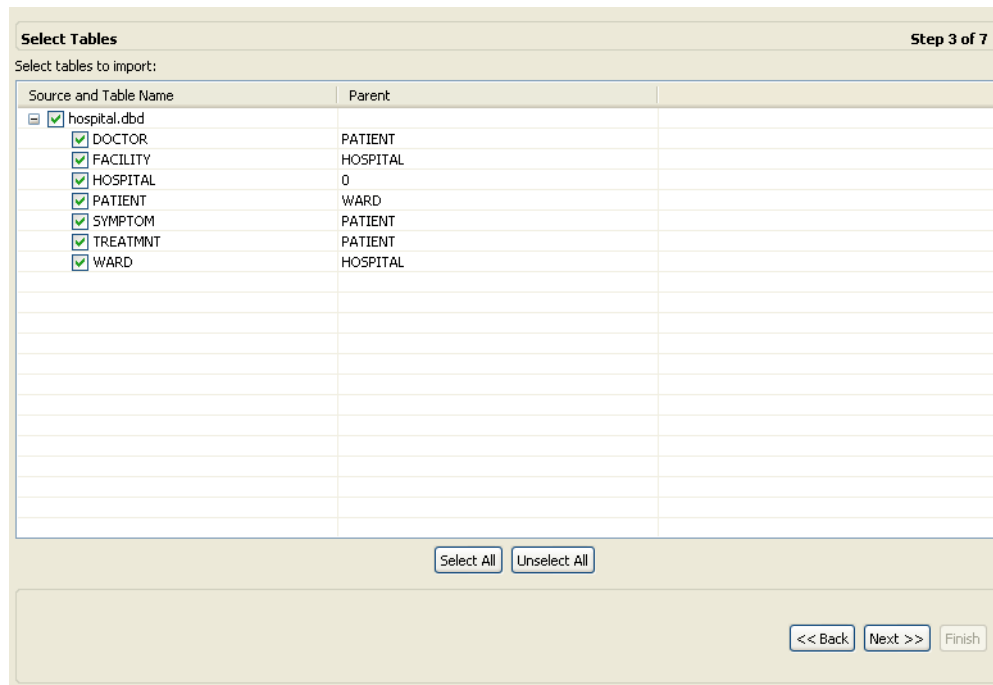 Select Tables Step 3 of 7
Select tables to import:
Source and Table Name Parent
hospital.dbd
DOCTOR PATIENT
FACILITY HOSPITAL
HOSPITAL 0
PATIENT WARD
SYMPTOM PATIENT
TREATMNT PATIENT
WARD HOSPITAL
Select All Unselect All
<< Back Next >> Finish